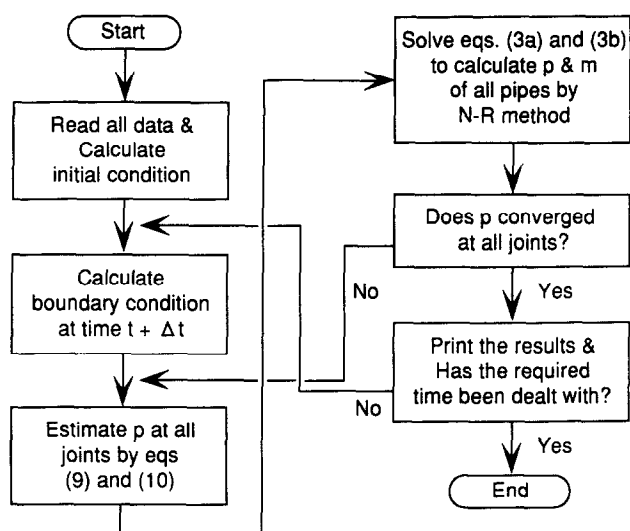 Start
Read all data &
Calculate
initial condition
Calculate
boundary condition
at time t + Δt
Estimate p at all
joints by eqs
(9) and (10)
Solve eqs. (3a) and (3b)
to calculate p & m
of all pipes by
N-R method
Does p converged
at all joints?
No
Yes
Print the results &
Has the required
time been dealt with?
No
Yes
End